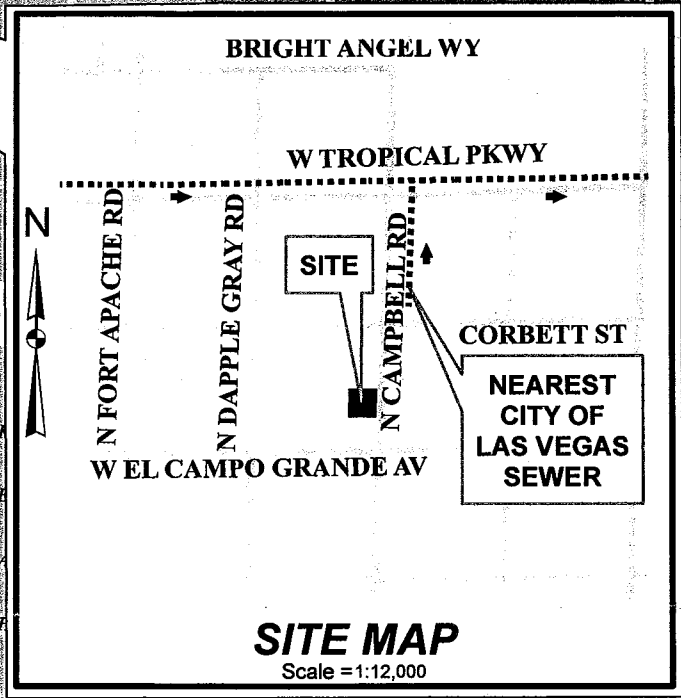 BRIGHT ANGEL WY
W TROPICAL PKWY
N
N FORT APACHE RD
N DAPPLE GRAY RD
SITE
N CAMPBELL RD
CORBETT ST
NEAREST
CITY OF
LAS VEGAS
SEWER
W EL CAMPO GRANDE AV
SITE MAP
Scale =1:12,000